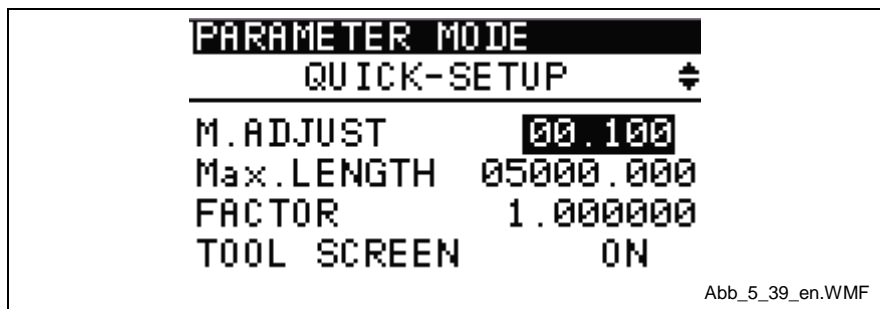 PARAMETER MODE
QUICK-SETUP
M.ADJUST 00.100
Max.LENGTH 05000.000
FACTOR 1.000000
TOOL SCREEN ON
Abb_5_39_en.WMF